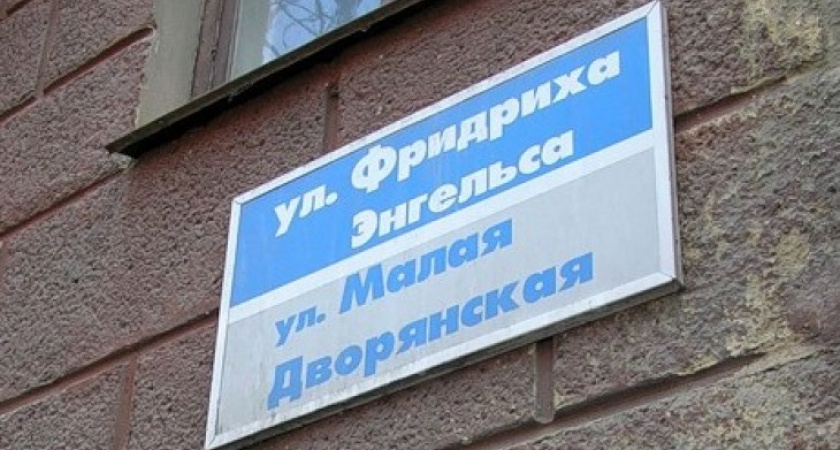 ул. Фридриха
Энгельса
ул. Малая
Дворянская